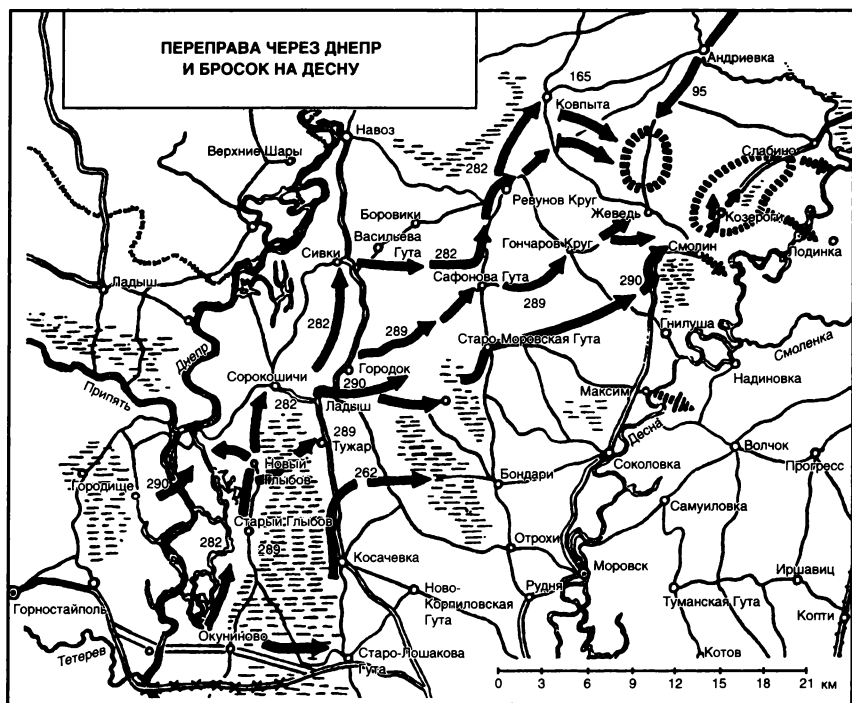 ПЕРЕПРАВА ЧЕРЕЗ ДНЕПР
И БРОСОК НА ДЕСНУ
Андриевка
165
95
Ковпыта
Навоз
Верхние Шары
Слабино
282
Ревунов Круг
Боровики
Жеведь
Козероги
Васильева
Гута
Гончаров Круг
Сивки
282
Смолин
Лодинка
Сафонова Гута
290
Ладыш
289
282
289
Гнилуша
Днепр
Старо-Моровская Гута
Смоленка
Городок
Сорокошичи
290
Надиновка
Припять
282
Ладыш
Максим
289
Тужар
Десна
Волчок
Новый
Глыбов
262
Соколовка
Прогресс
Городище
290
Бондари
Самуиловка
Старый Глыбов
282
289
Отрохи
Косачевка
Моровск
Иршавиц
Горностайполь
Ново-
Корпиловская
Гута
Рудня
Туманская Гута
Копти
Окуниново
Тетерев
Старо-Лошакова
Гута
Котов
0 3 6 9 12 15 18 21 км